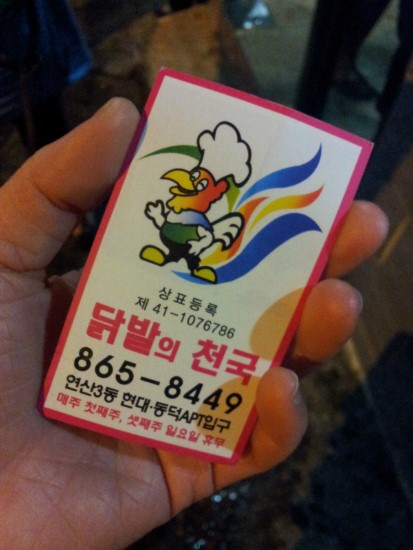 상표등록
제 41-1076786
닭발의 천국
865-8449
연산3동 현대·동덕APT입구
매주 첫째주, 셋째주 일요일 휴무